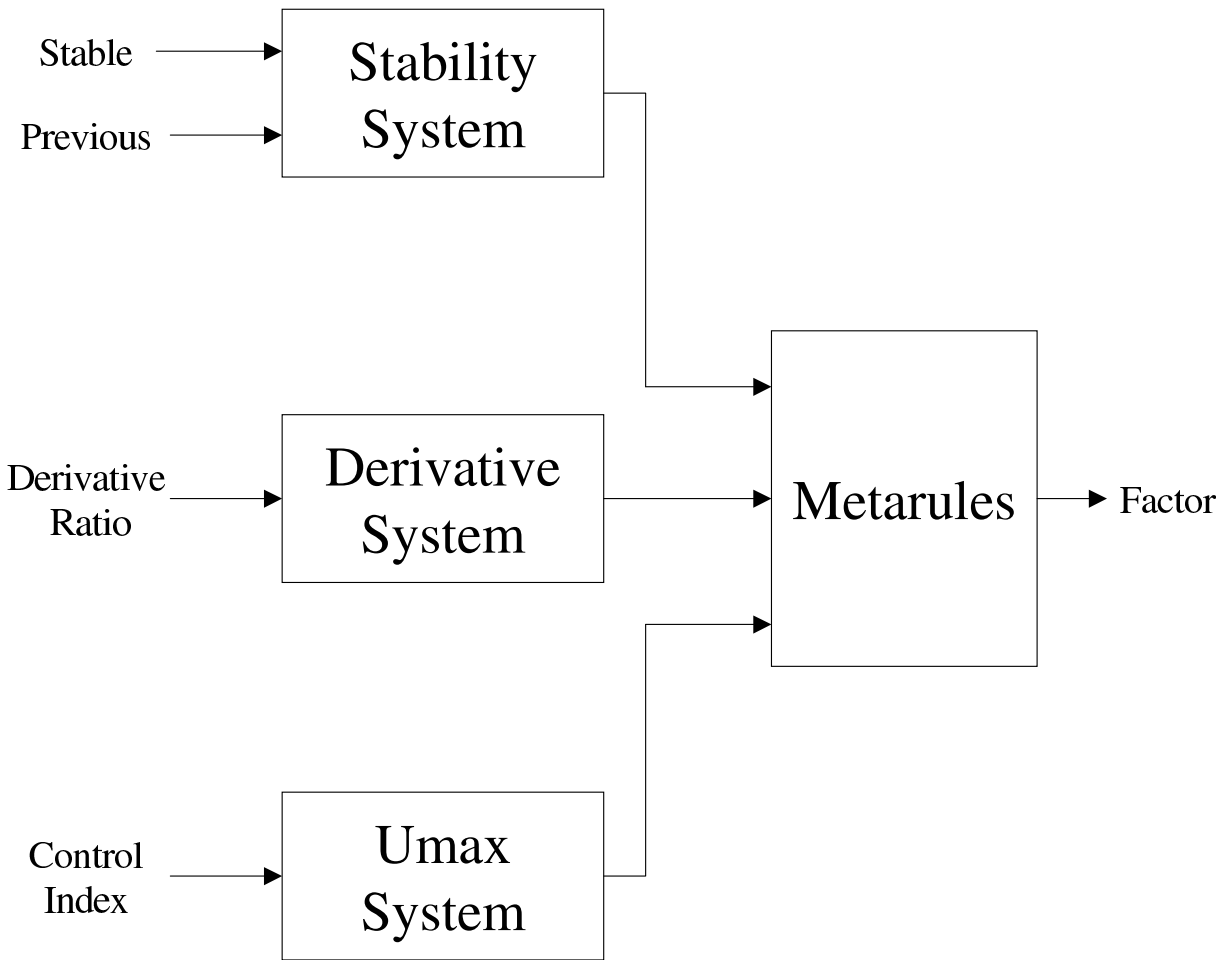 Stable
Previous
Stability
System
Derivative
Ratio
Derivative
System
Metarules
Factor
Control
Index
Umax
System